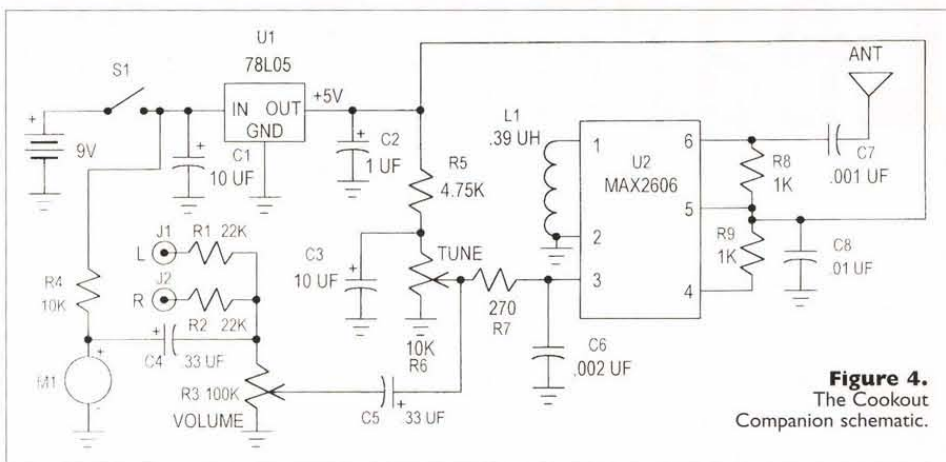 U1
78L05
S1
IN OUT
GND
+5V
+
9V
+
C1
10 UF
+
C2
1 UF
R5
4.75K
L1
.39 UH
1
2
3
U2
MAX2606
6
5
4
ANT
C7
.001 UF
R8
1K
R9
1K
C8
.01 UF
J1
L
R1 22K
J2
R
R2 22K
R4
10K
C3
10 UF
+
TUNE
10K
R6
270
R7
C6
.002 UF
+
C4
33 UF
+
M1
R3 100K
VOLUME
C5
+
33 UF
Figure 4.
The Cookout
Companion schematic.